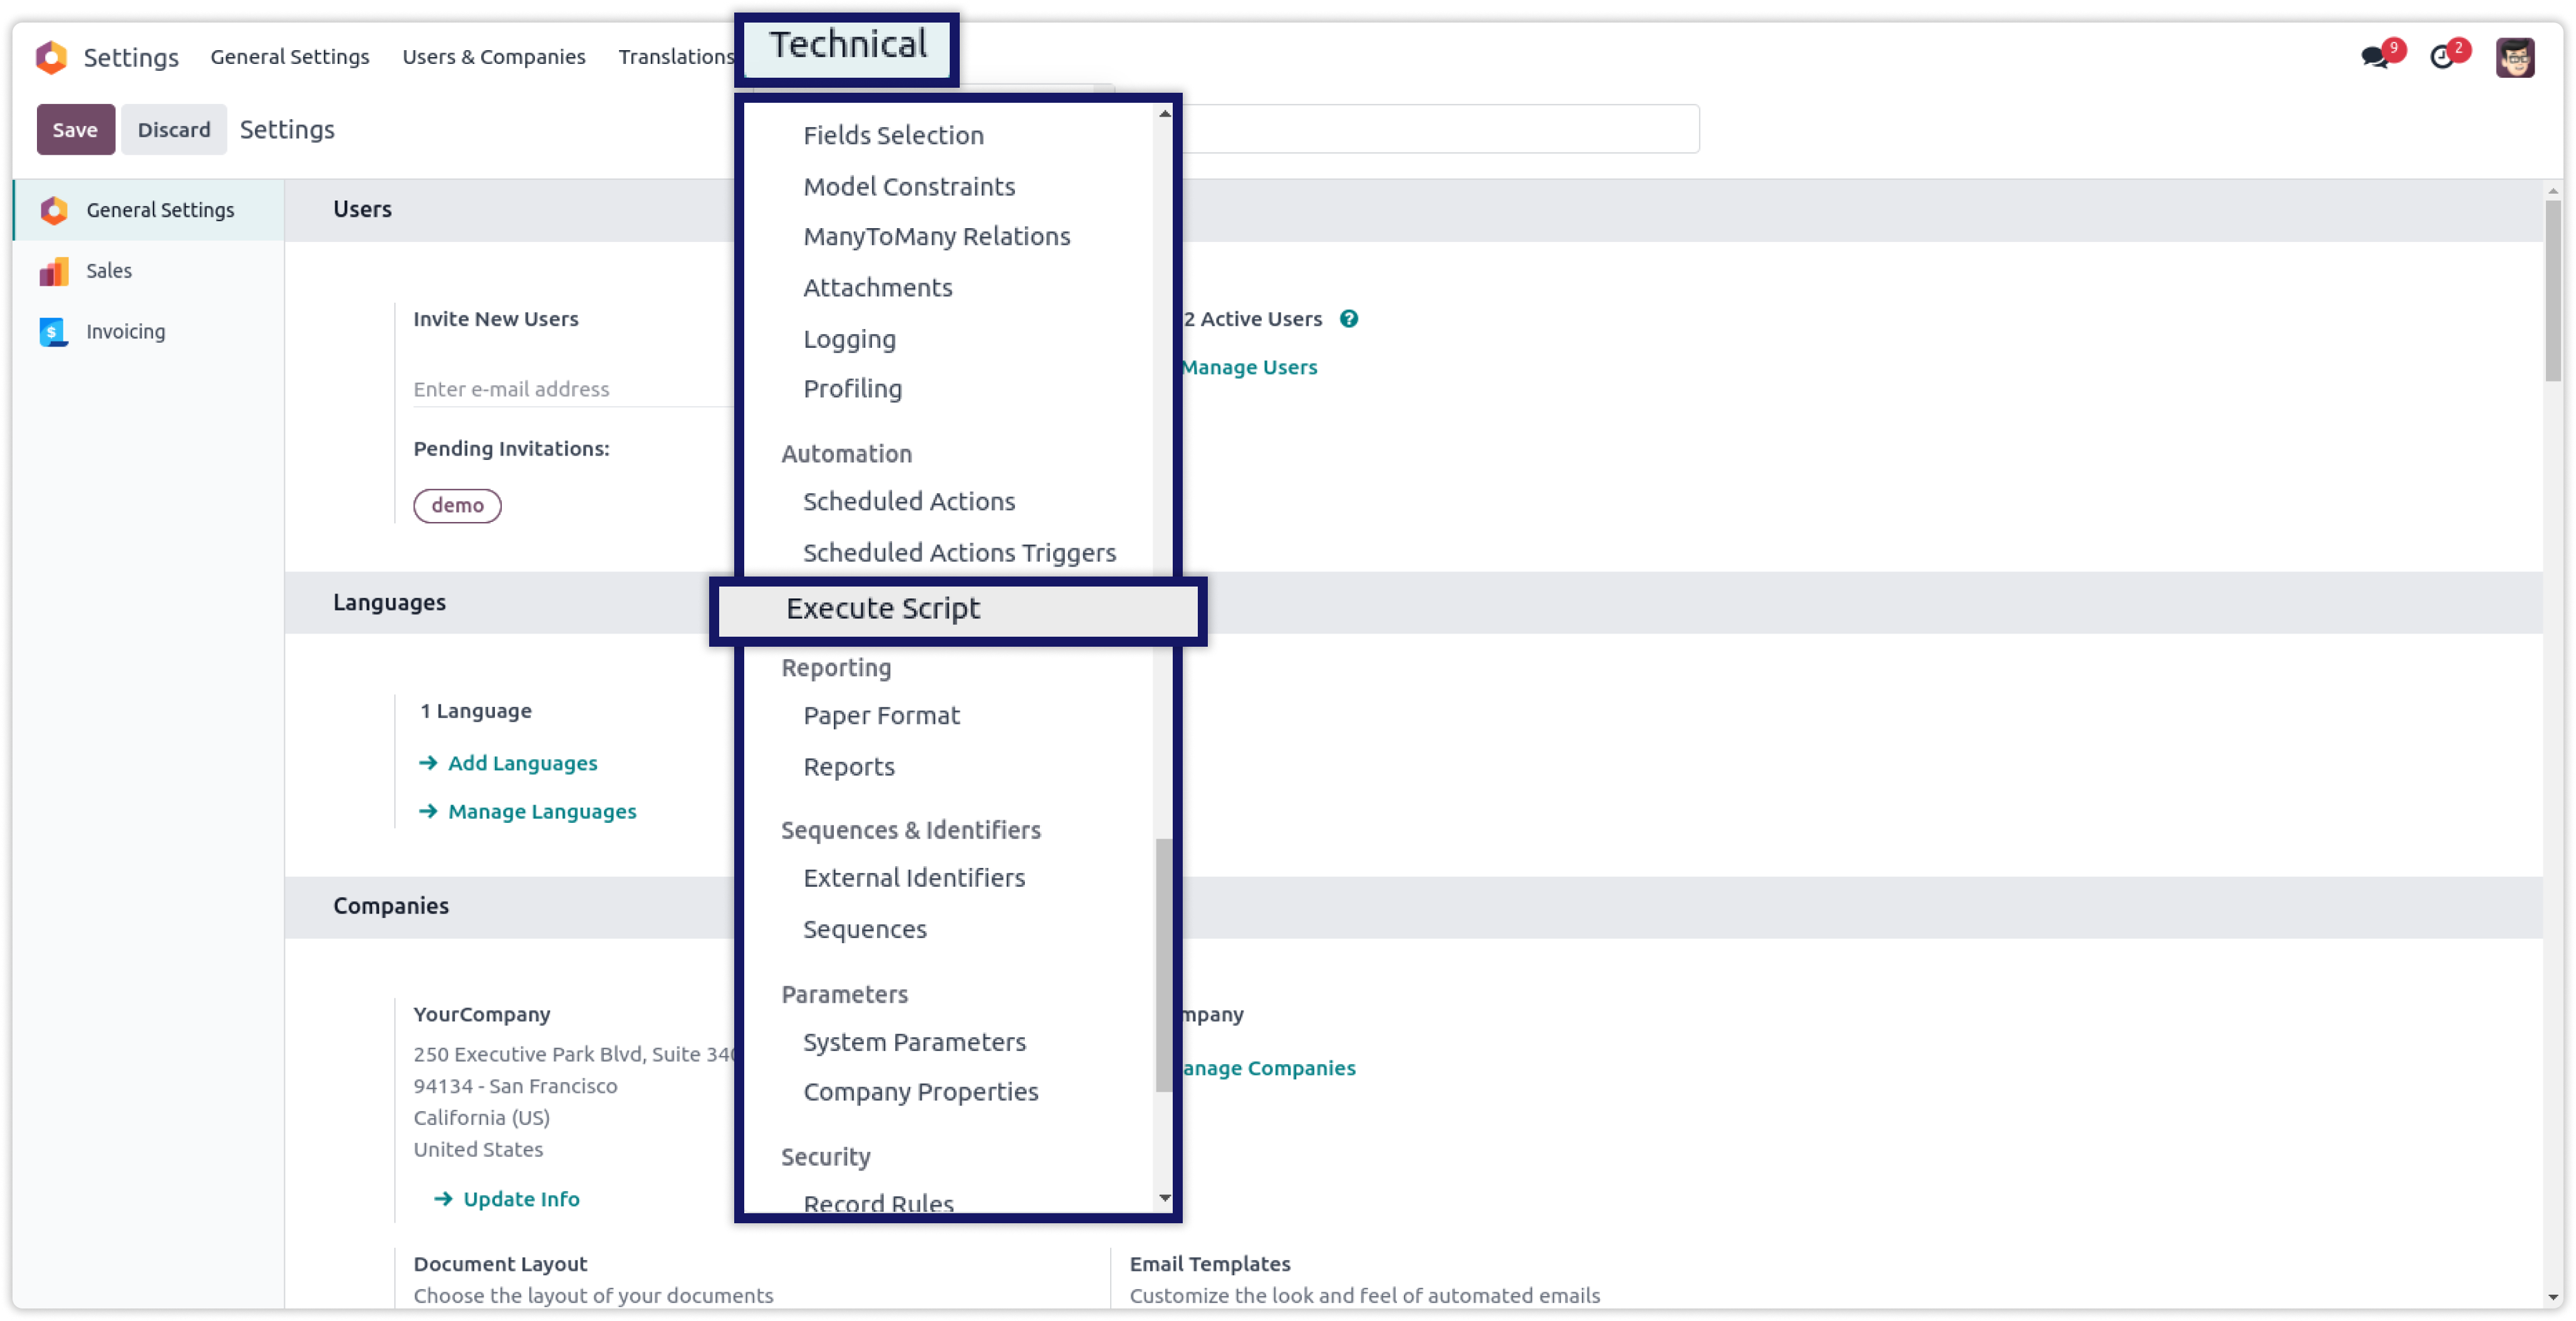 Settings
General Settings
Users & Companies
Translations
Technical
9
2
Save
Discard
Settings
General Settings
Sales
Invoicing
Users
Invite New Users
Enter e-mail address
Pending Invitations:
demo
2 Active Users
Manage Users
Languages
1 Language
Add Languages
Manage Languages
Companies
YourCompany
250 Executive Park Blvd, Suite 340
94134 - San Francisco
California (US)
United States
Update Info
mpany
anage Companies
Document Layout
Choose the layout of your documents
Email Templates
Customize the look and feel of automated emails
Fields Selection
Model Constraints
ManyToMany Relations
Attachments
Logging
Profiling
Automation
Scheduled Actions
Scheduled Actions Triggers
Execute Script
Reporting
Paper Format
Reports
Sequences & Identifiers
External Identifiers
Sequences
Parameters
System Parameters
Company Properties
Security
Record Rules